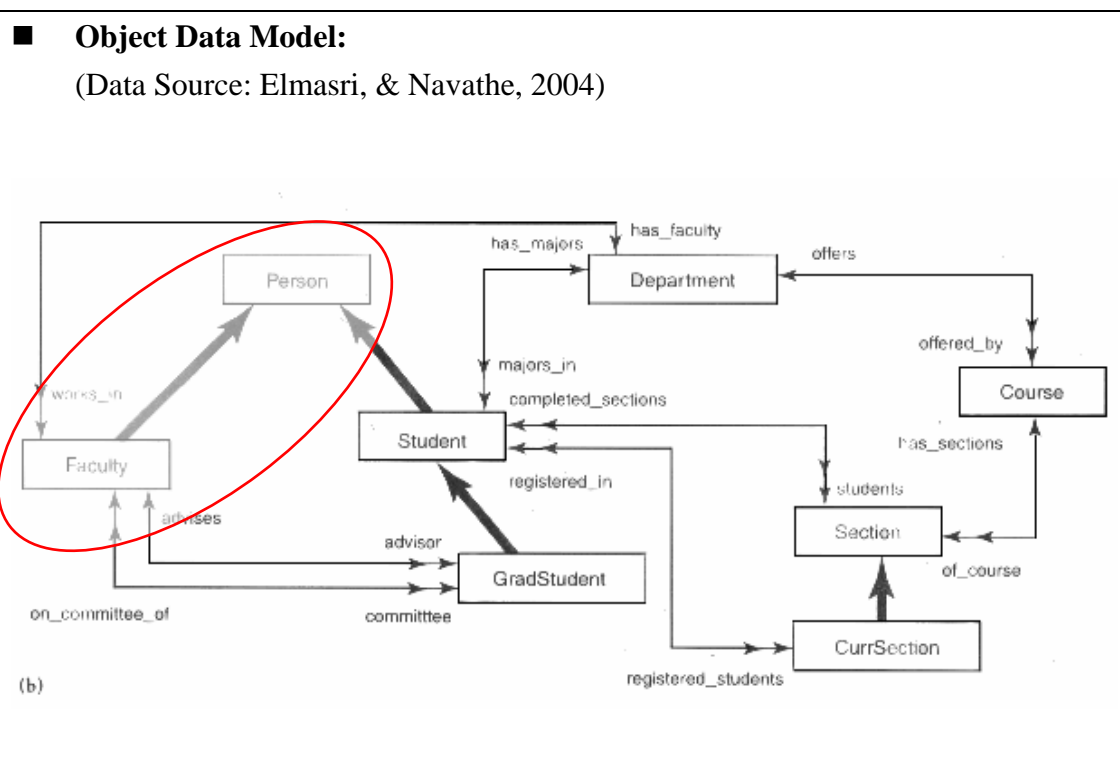 ■ Object Data Model:
(Data Source: Elmasri, & Navathe, 2004)
has_faculty
has_majors
offers
Person
Department
offered_by
works_in
majors_in
Course
completed_sections
Student
has_sections
Faculty
registered_in
students
advises
Section
advisor
of_course
GradStudent
on_committee_of
committtee
CurrSection
registered_students
(b)